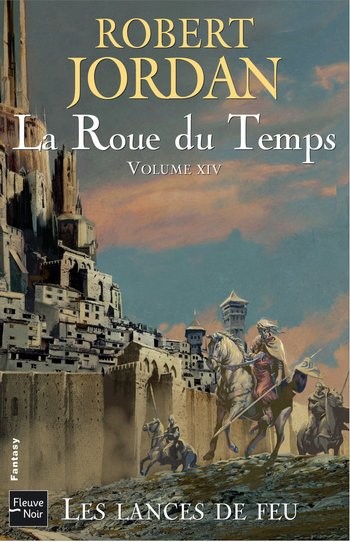 ROBERT
JORDAN
La Roue du Temps
VOLUME XIV
Fantasy
Fleuve
Noir
LES LANCES DE FEU